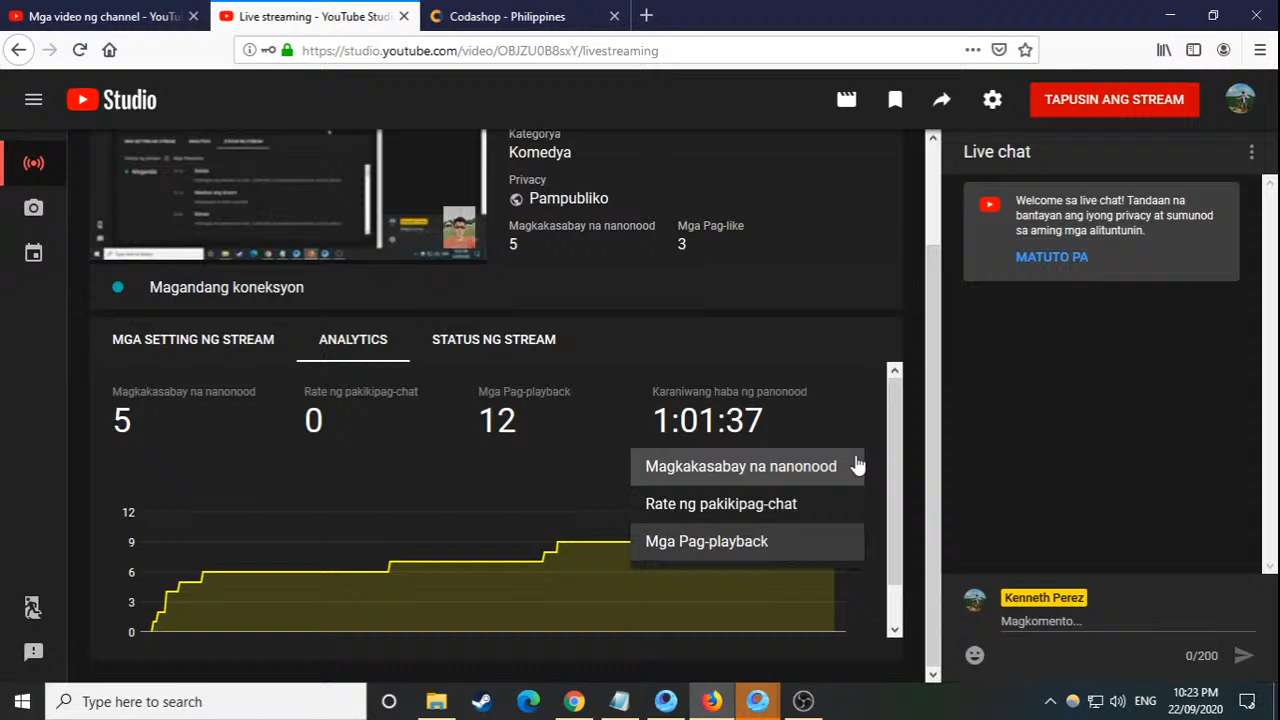 Mga video ng channel - YouTu
Live streaming - YouTube Studio
Codashop - Philippines
https://studio.youtube.com/video/OBJZU0B8sxY/livestreaming
Studio
TAPUSIN ANG STREAM
Kategorya
Komedya
Privacy
Pampubliko
Magkakasabay na nanonood
Mga Pag-like
5
3
Magandang koneksyon
MGA SETTING NG STREAM
ANALYTICS
STATUS NG STREAM
Magkakasabay na nanonood
Rate ng pakikipag-chat
Mga Pag-playback
Karaniwang haba ng panonood
5
0
12
1:01:37
Magkakasabay na nanonood
Rate ng pakikipag-chat
Mga Pag-playback
12
9
6
3
0
Live chat
Welcome sa live chat! Tandaan na
bantayan ang iyong privacy at sumunod
sa aming mga alituntunin.
MATUTO PA
Kenneth Perez
Magkomento...
0/200
Type here to search
ENG
10:23 PM
22/09/2020